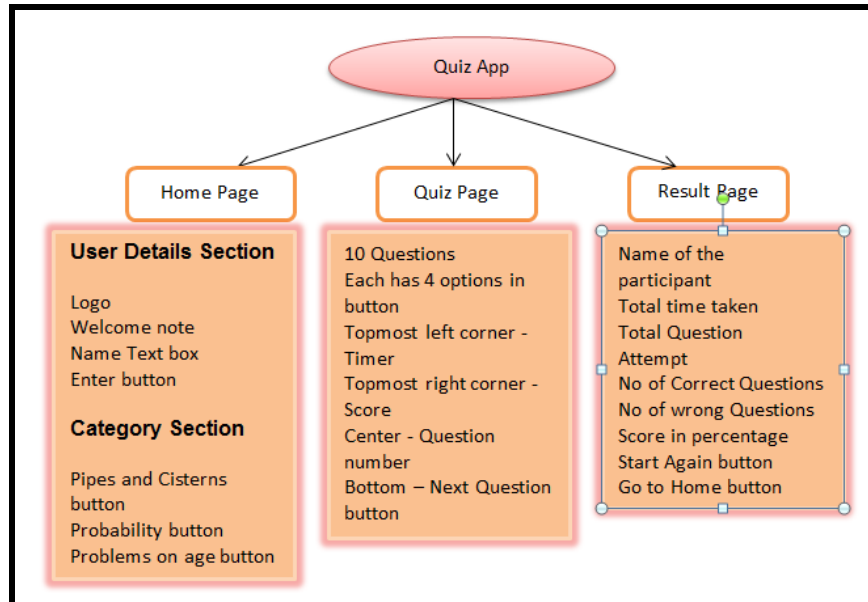 Quiz App
Home Page
Quiz Page
Result Page
User Details Section
Logo
Welcome note
Name Text box
Enter button
Category Section
Pipes and Cisterns
button
Probability button
Problems on age button
10 Questions
Each has 4 options in
button
Topmost left corner -
Timer
Topmost right corner -
Score
Center - Question
number
Bottom – Next Question
button
Name of the
participant
Total time taken
Total Question
Attempt
No of Correct Questions
No of wrong Questions
Score in percentage
Start Again button
Go to Home button